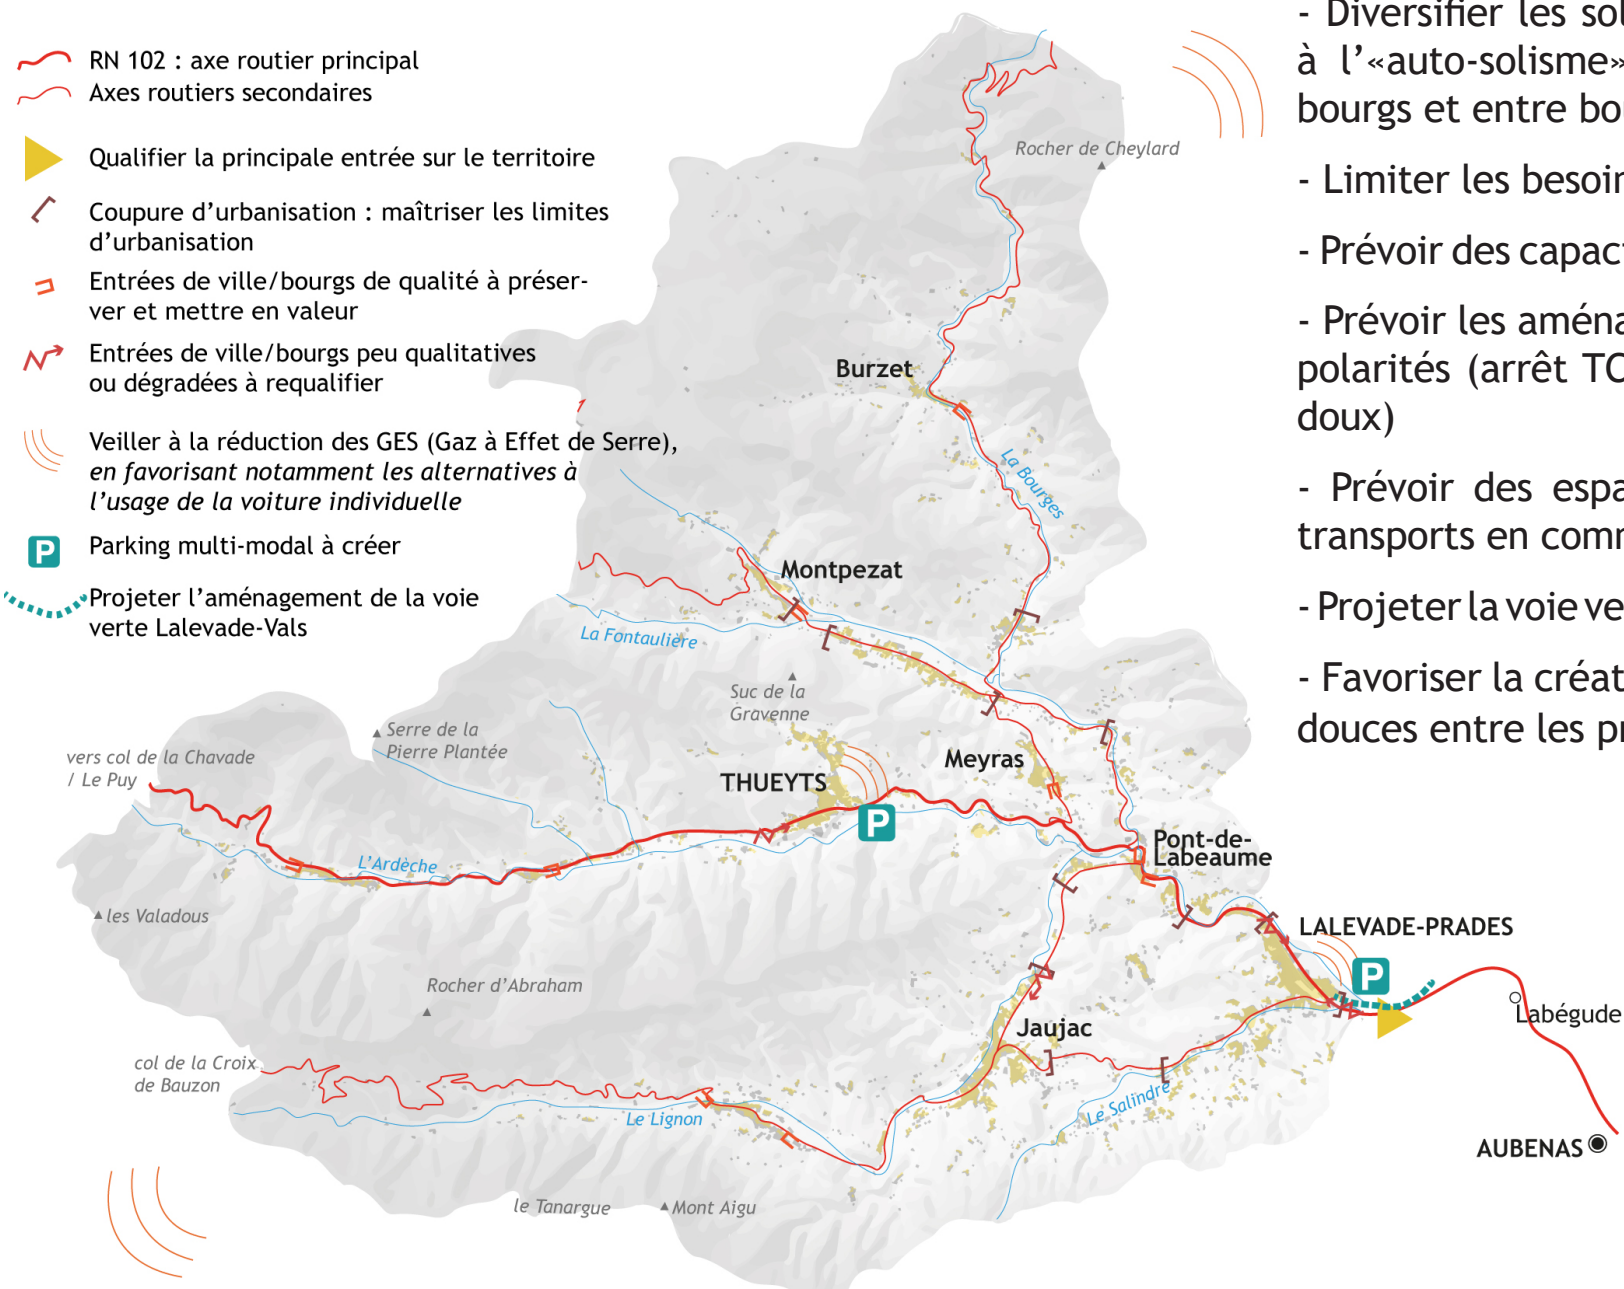 RN 102 : axe routier principal
Axes routiers secondaires
Qualifier la principale entrée sur le territoire
Coupure d’urbanisation : maîtriser les limites
d’urbanisation
Entrées de ville/bourgs de qualité à préser-
ver et mettre en valeur
Entrées de ville/bourgs peu qualitatives
ou dégradées à requalifier
Veiller à la réduction des GES (Gaz à Effet de Serre),
en favorisant notamment les alternatives à
l’usage de la voiture individuelle
P
Parking multi-modal à créer
Projeter l’aménagement de la voie
verte Lalevade-Vals
Rocher de Cheylard
Burzet
La Bourges
Montpezat
La Fontaulière
Suc de la
Gravenne
Serre de la
Pierre Plantée
vers col de la Chavade
/ Le Puy
Meyras
THUEYTS
P
Pont-de-
Labeaume
L’Ardèche
les Valadous
LALEVADE-PRADES
P
Rocher d’Abraham
Labégude
Jaujac
col de la Croix
de Bauzon
Le Lignon
Le Salindre
AUBENAS
le Tanargue
Mont Aigu
- Diversifier les sol
à l’«auto-solisme»
bourgs et entre bo
- Limiter les besoin
- Prévoir des capac
- Prévoir les aména
polarités (arrêt TC
doux)
- Prévoir des espa
transports en comm
- Projeter la voie ve
- Favoriser la créat
douces entre les pr